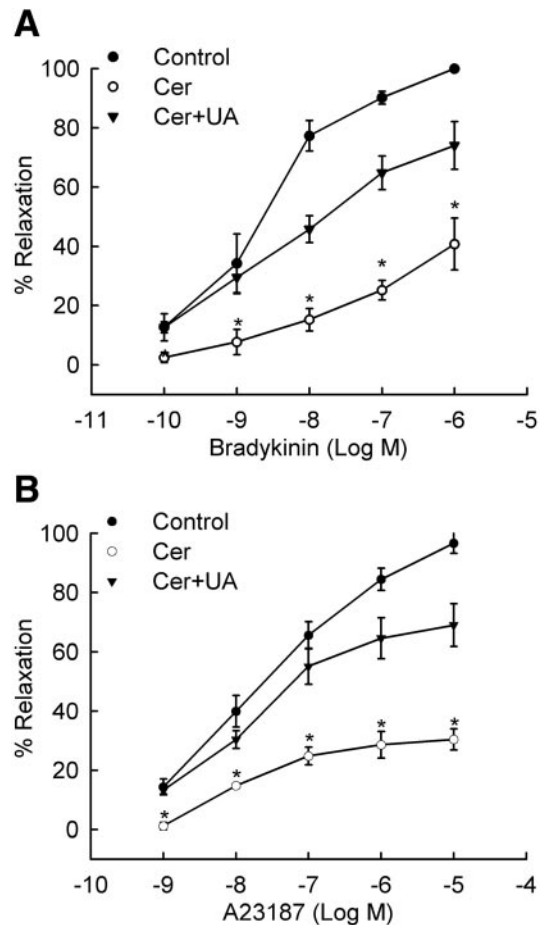 A
Control
Cer
Cer+UA
100
80
60
40
20
0
% Relaxation
*
*
*
*
*
-11 -10 -9 -8 -7 -6 -5
Bradykinin (Log M)
B
Control
Cer
Cer+UA
100
80
60
40
20
0
% Relaxation
*
*
*
*
*
-10 -9 -8 -7 -6 -5 -4
A23187 (Log M)